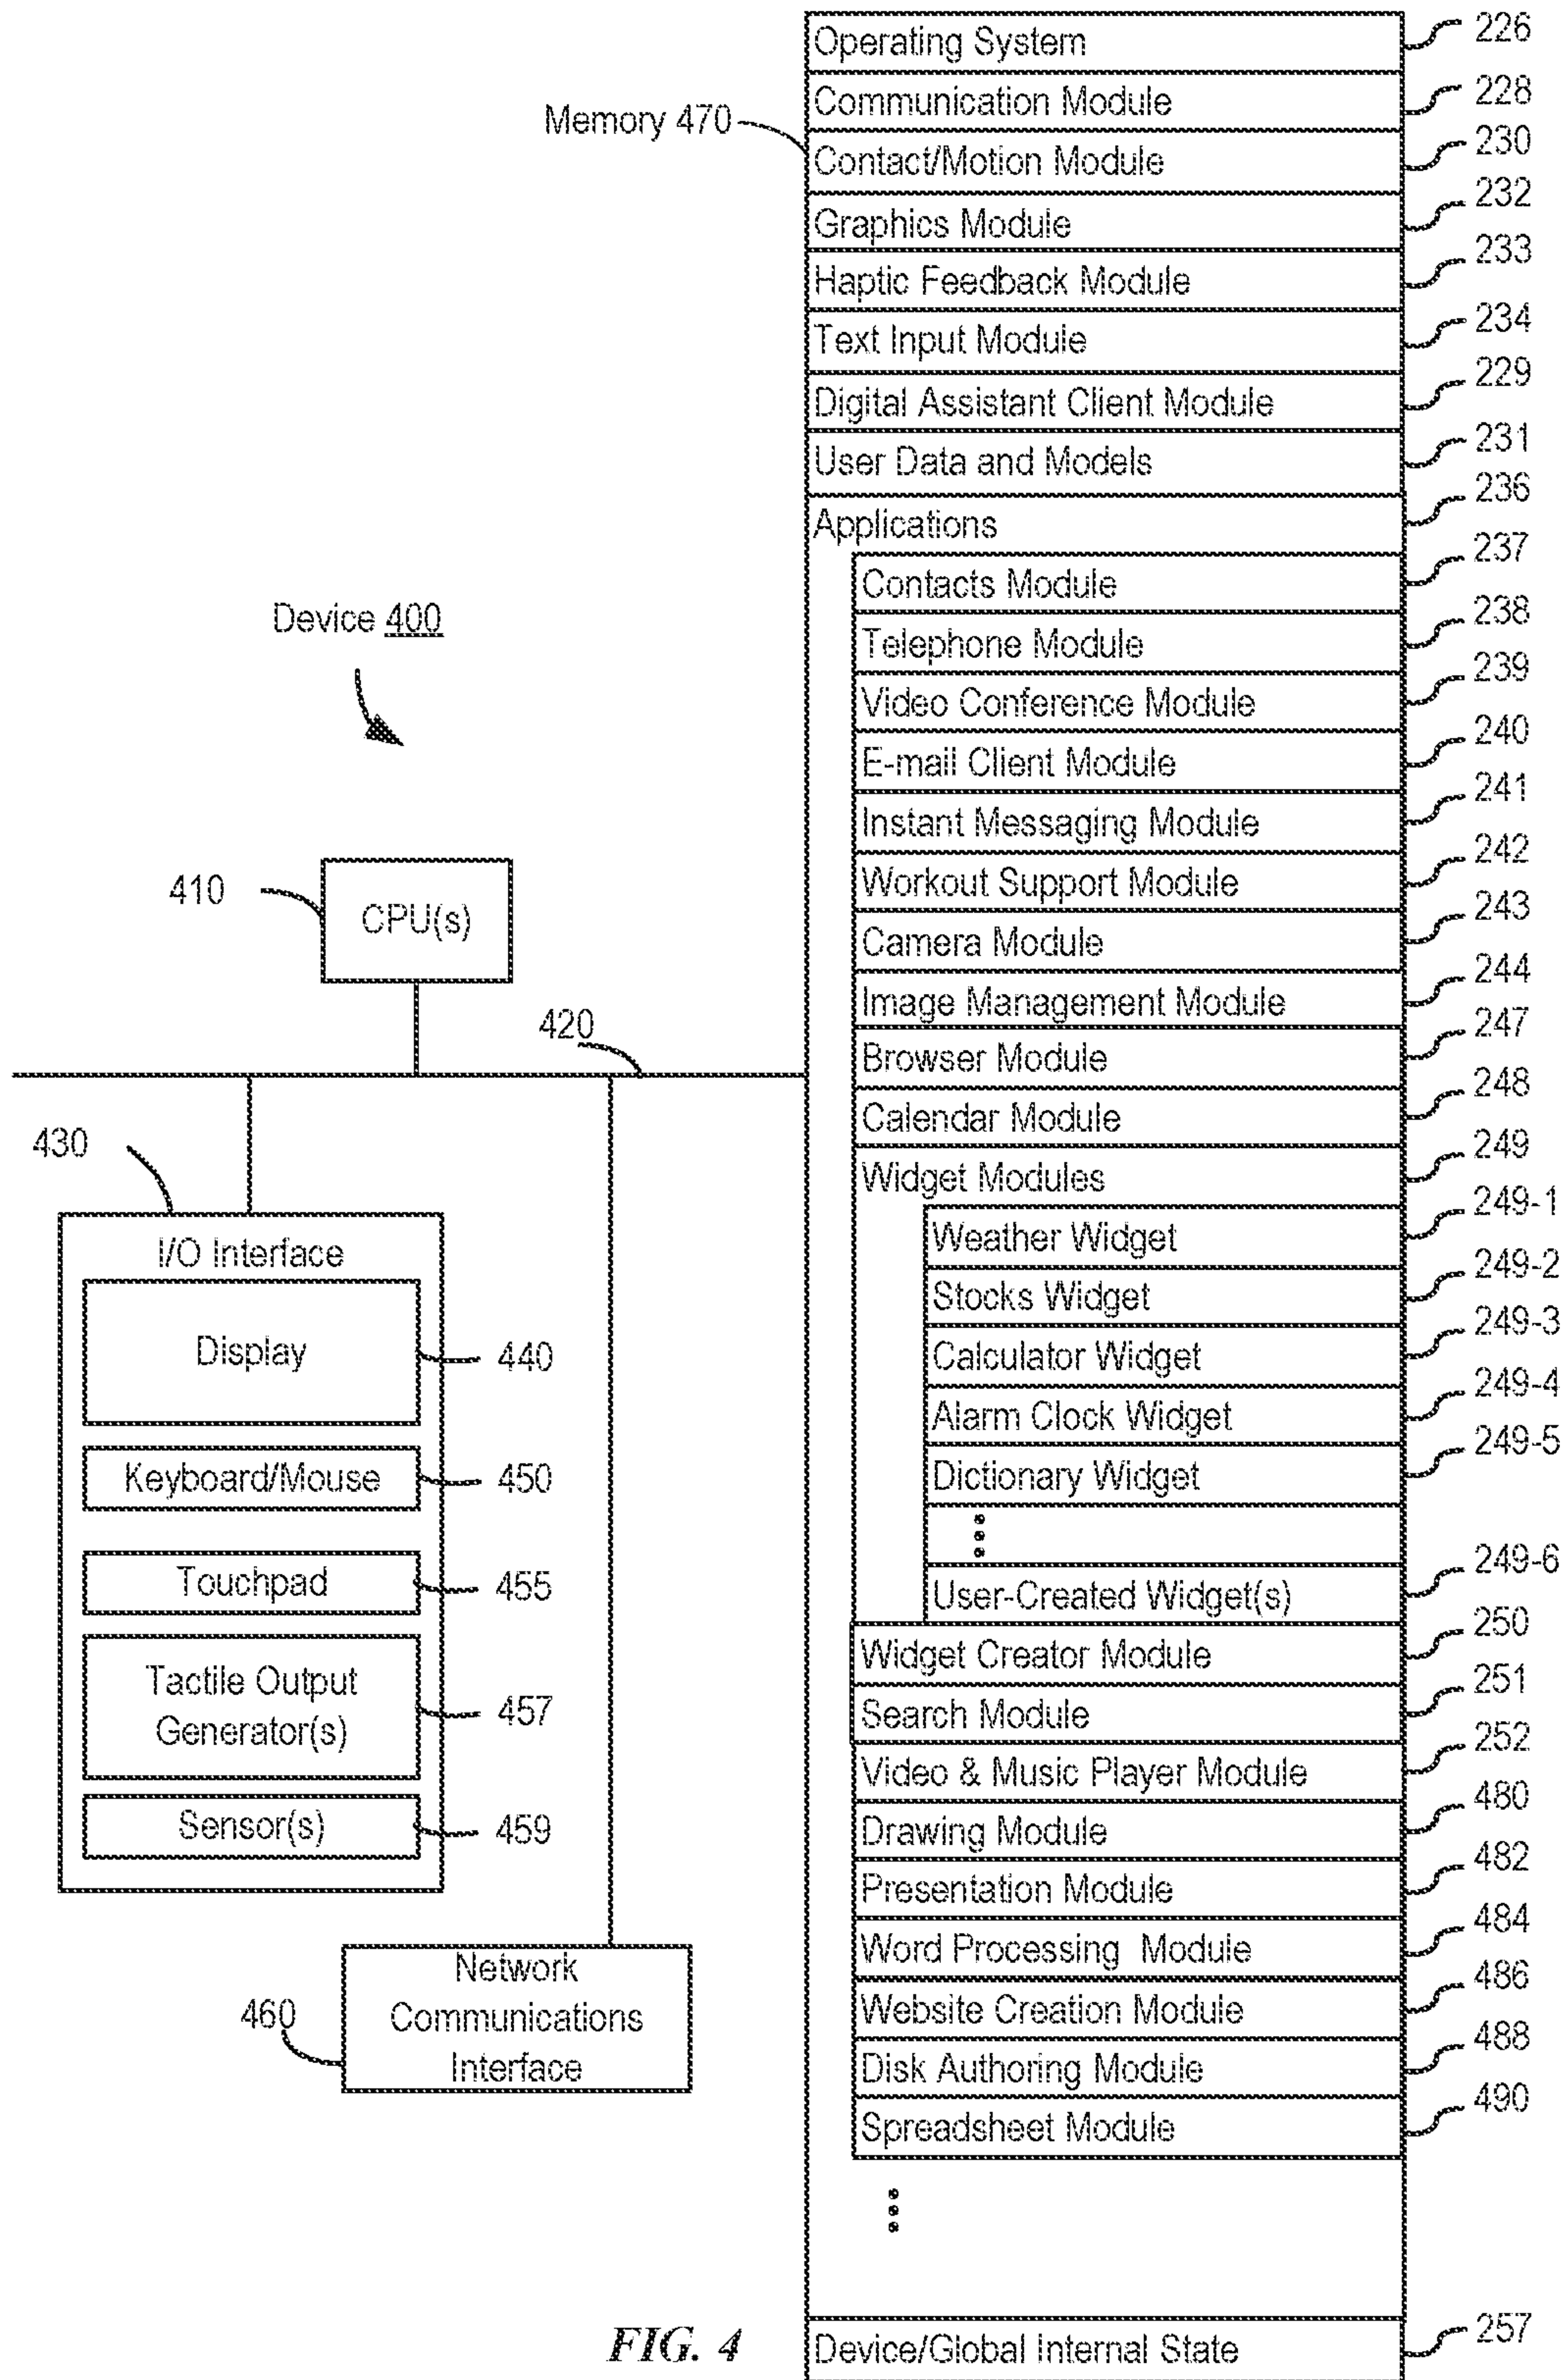 Operating System 226
Communication Module 228
Memory 470
Contact/Motion Module 230
Graphics Module 232
Haptic Feedback Module 233
Text Input Module 234
Digital Assistant Client Module 229
User Data and Models 231
Applications 236
Contacts Module 237
Device 400
Telephone Module 238
Video Conference Module 239
E-mail Client Module 240
Instant Messaging Module 241
Workout Support Module 242
410
CPU(s)
Camera Module 243
Image Management Module 244
420
Browser Module 247
Calendar Module 248
430
Widget Modules 249
I/O Interface
Weather Widget 249-1
Stocks Widget 249-2
Display 440
Calculator Widget 249-3
Alarm Clock Widget 249-4
Keyboard/Mouse 450
Dictionary Widget 249-5
Touchpad 455
User-Created Widget(s) 249-6
Widget Creator Module 250
Tactile Output
Generator(s) 457
Search Module 251
Video & Music Player Module 252
Sensor(s) 459
Drawing Module 480
Presentation Module 482
Word Processing Module 484
460
Network
Communications
Interface
Website Creation Module 486
Disk Authoring Module 488
Spreadsheet Module 490
FIG. 4
Device/Global Internal State 257